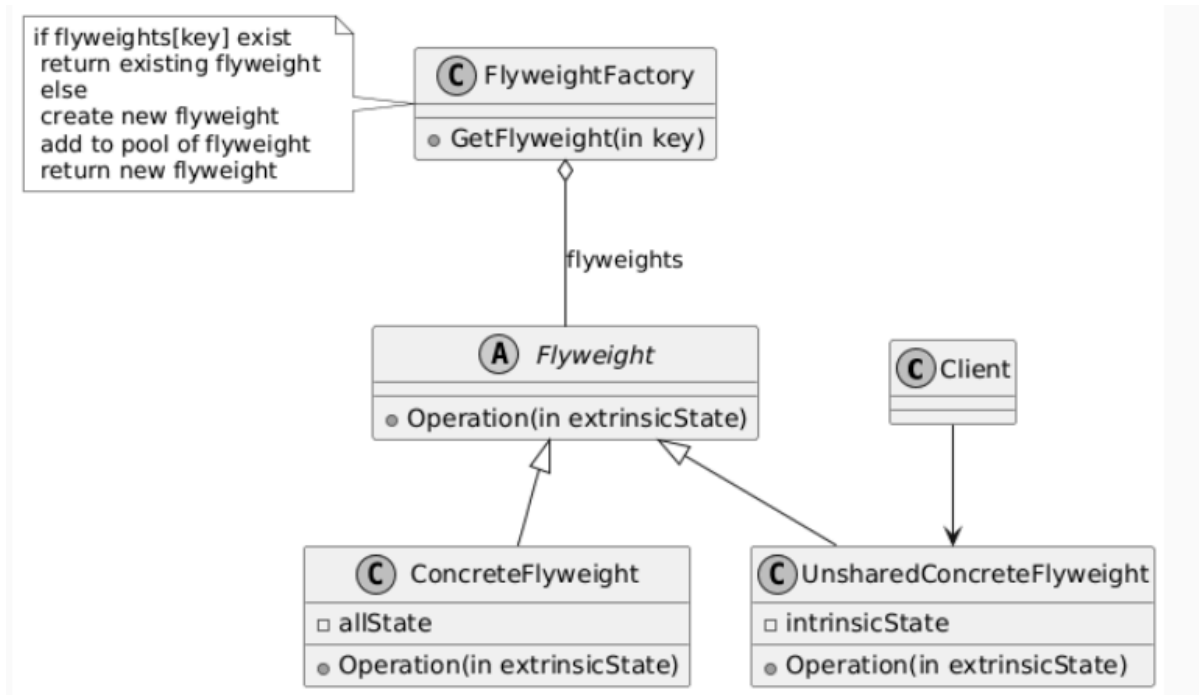 if flyweights[key] exist
return existing flyweight
else
create new flyweight
add to pool of flyweight
return new flyweight
C FlyweightFactory
GetFlyweight(in key)
flyweights
A Flyweight
Operation(in extrinsicState)
C Client
C ConcreteFlyweight
allState
Operation(in extrinsicState)
C UnsharedConcreteFlyweight
intrinsicState
Operation(in extrinsicState)